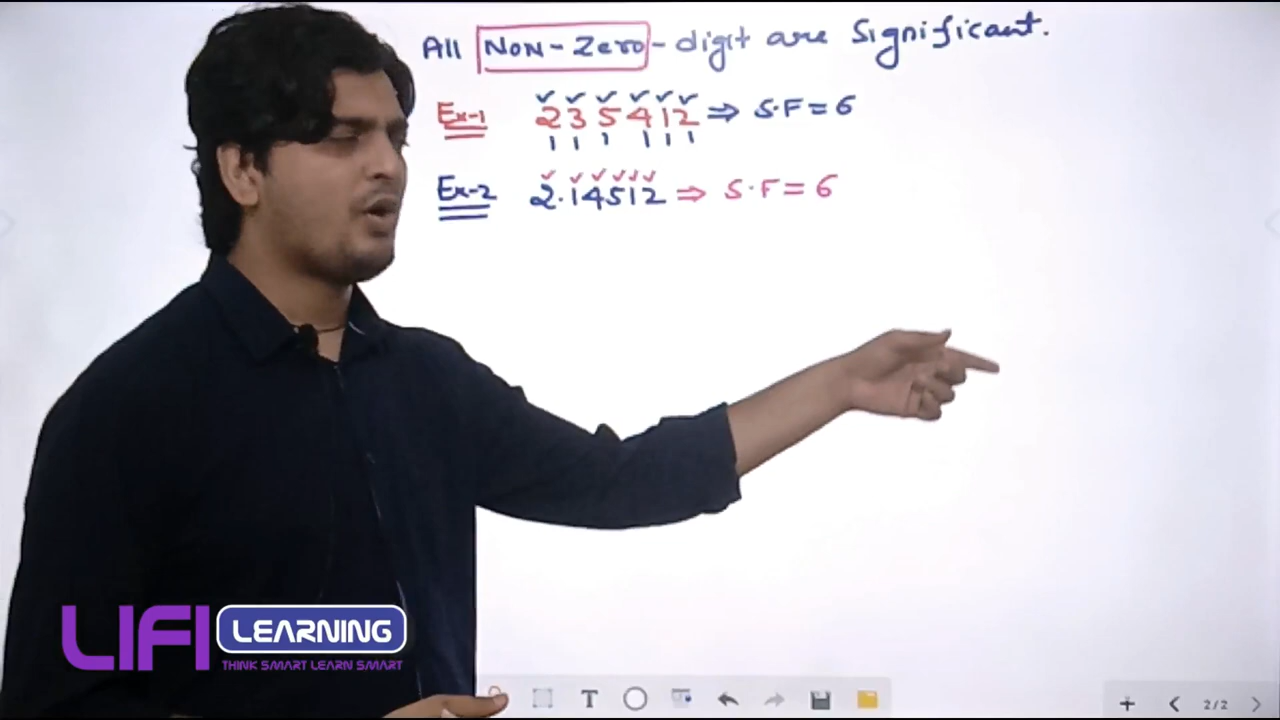 All Non-Zero-digit are Significant.
Ex-1 235412 ⇒ S.F = 6
Ex-2 2.14512 ⇒ S.F = 6
LIFI LEARNING
THINK SMART LEARN SMART
T
2/2